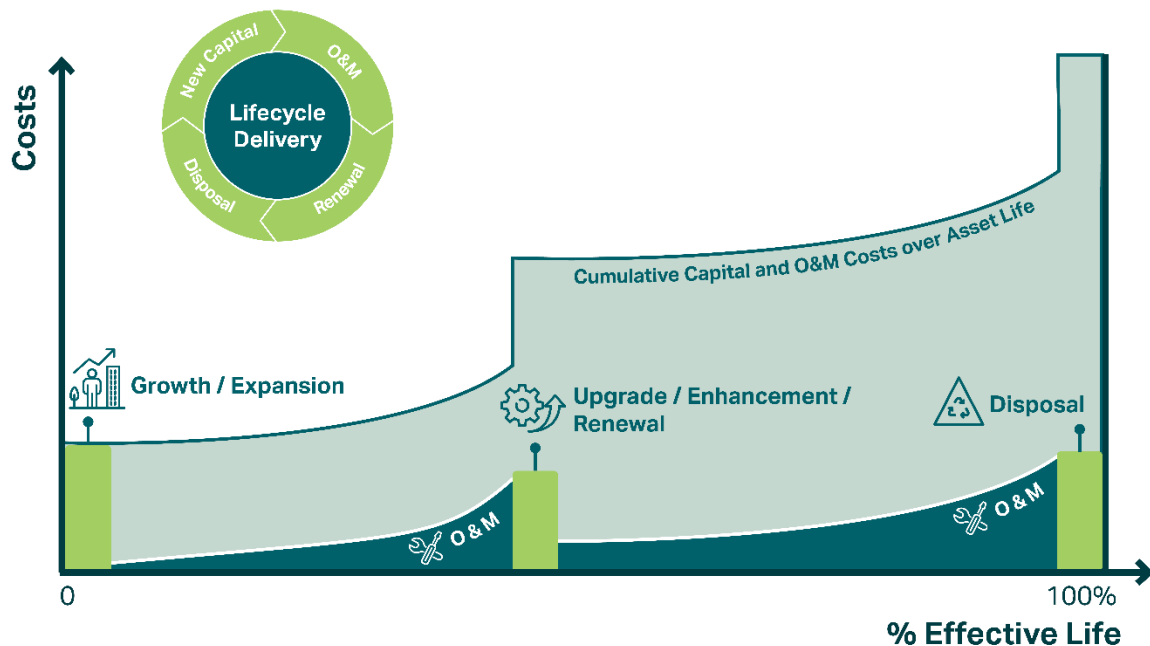 New Capital
O&M
Lifecycle
Delivery
Disposal
Renewal
Costs
Cumulative Capital and O&M Costs over Asset Life
Growth / Expansion
Upgrade / Enhancement /
Renewal
Disposal
O & M
O & M
0
100%
% Effective Life